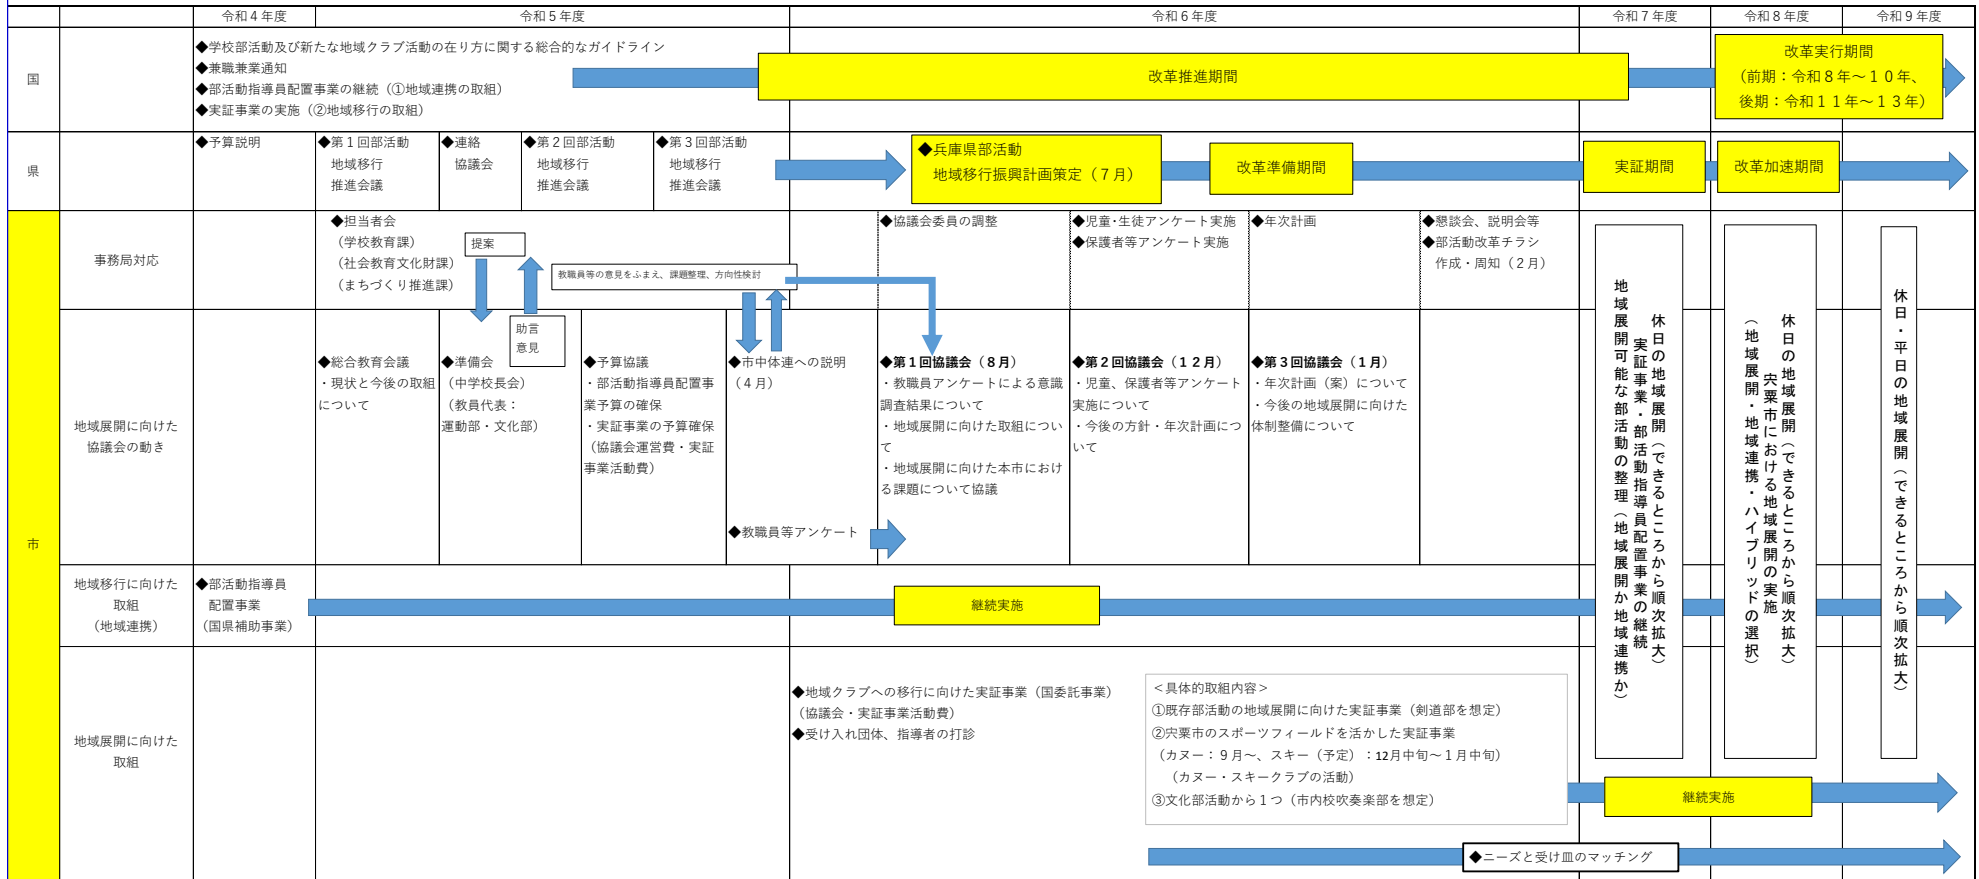 令和４年度
令和５年度
令和６年度
令和７年度
令和８年度
令和９年度
国
◆学校部活動及び新たな地域クラブ活動の在り方に関する総合的なガイドライン
◆兼職兼業通知
◆部活動指導員配置事業の継続（①地域連携の取組）
◆実証事業の実施（②地域移行の取組）
改革推進期間
改革実行期間
（前期：令和８年～１０年、
後期：令和１１年～１３年）
県
◆予算説明
◆第１回部活動
地域移行
推進会議
◆連絡
協議会
◆第２回部活動
地域移行
推進会議
◆第３回部活動
地域移行
推進会議
◆兵庫県部活動
地域移行振興計画策定（７月）
改革準備期間
実証期間
改革加速期間
市
事務局対応
◆担当者会
（学校教育課）
（社会教育文化財課）
（まちづくり推進課）
提案
教職員等の意見をふまえ、課題整理、方向性検討
◆協議会委員の調整
◆児童・生徒アンケート実施
◆保護者等アンケート実施
◆年次計画
◆懇談会、説明会等
◆部活動改革チラシ
作成・周知（２月）
地域展開に向けた
協議会の動き
助言
意見
◆総合教育会議
・現状と今後の取組
について
◆準備会
（中学校長会）
（教員代表：
運動部・文化部）
◆予算協議
・部活動指導員配置事
業予算の確保
・実証事業の予算確保
（協議会運営費・実証
事業活動費）
◆市中体連への説明
（４月）
◆教職員等アンケート
◆第１回協議会（８月）
・教職員アンケートによる意識
調査結果について
・地域展開に向けた取組につい
て
・地域展開に向けた本市におけ
る課題について協議
◆第２回協議会（１２月）
・児童、保護者等アンケート
実施について
・今後の方針・年次計画につ
いて
◆第３回協議会（１月）
・年次計画（案）について
・今後の地域展開に向けた
体制整備について
休日の地域展開（できるところから順次拡大）
実証事業・部活動指導員配置事業の継続
地域展開可能な部活動の整理（地域展開か地域連携か）
休日の地域展開（できるところから順次拡大）
宍粟市における地域展開の実施
（地域展開・地域連携・ハイブリッドの選択）
休日・平日の地域展開（できるところから順次拡大）
地域移行に向けた
取組
（地域連携）
◆部活動指導員
配置事業
（国県補助事業）
継続実施
地域展開に向けた
取組
◆地域クラブへの移行に向けた実証事業（国委託事業）
（協議会・実証事業活動費）
◆受け入れ団体、指導者の打診
＜具体的取組内容＞
①既存部活動の地域展開に向けた実証事業（剣道部を想定）
②宍粟市のスポーツフィールドを活かした実証事業
（カヌー：９月～、スキー（予定）：12月中旬～１月中旬）
（カヌー・スキークラブの活動）
③文化部活動から１つ（市内校吹奏楽部を想定）
継続実施
◆ニーズと受け皿のマッチング